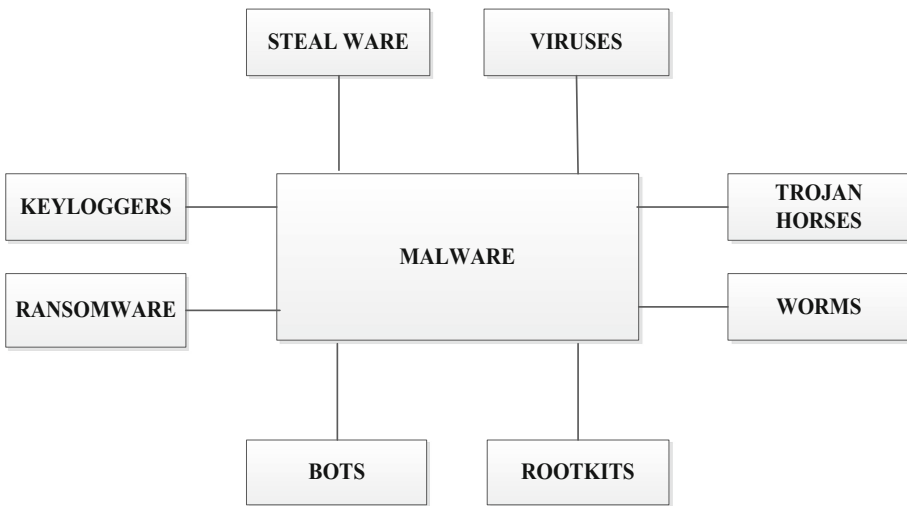 STEAL WARE
VIRUSES
KEYLOGGERS
TROJAN
HORSES
MALWARE
RANSOMWARE
WORMS
BOTS
ROOTKITS